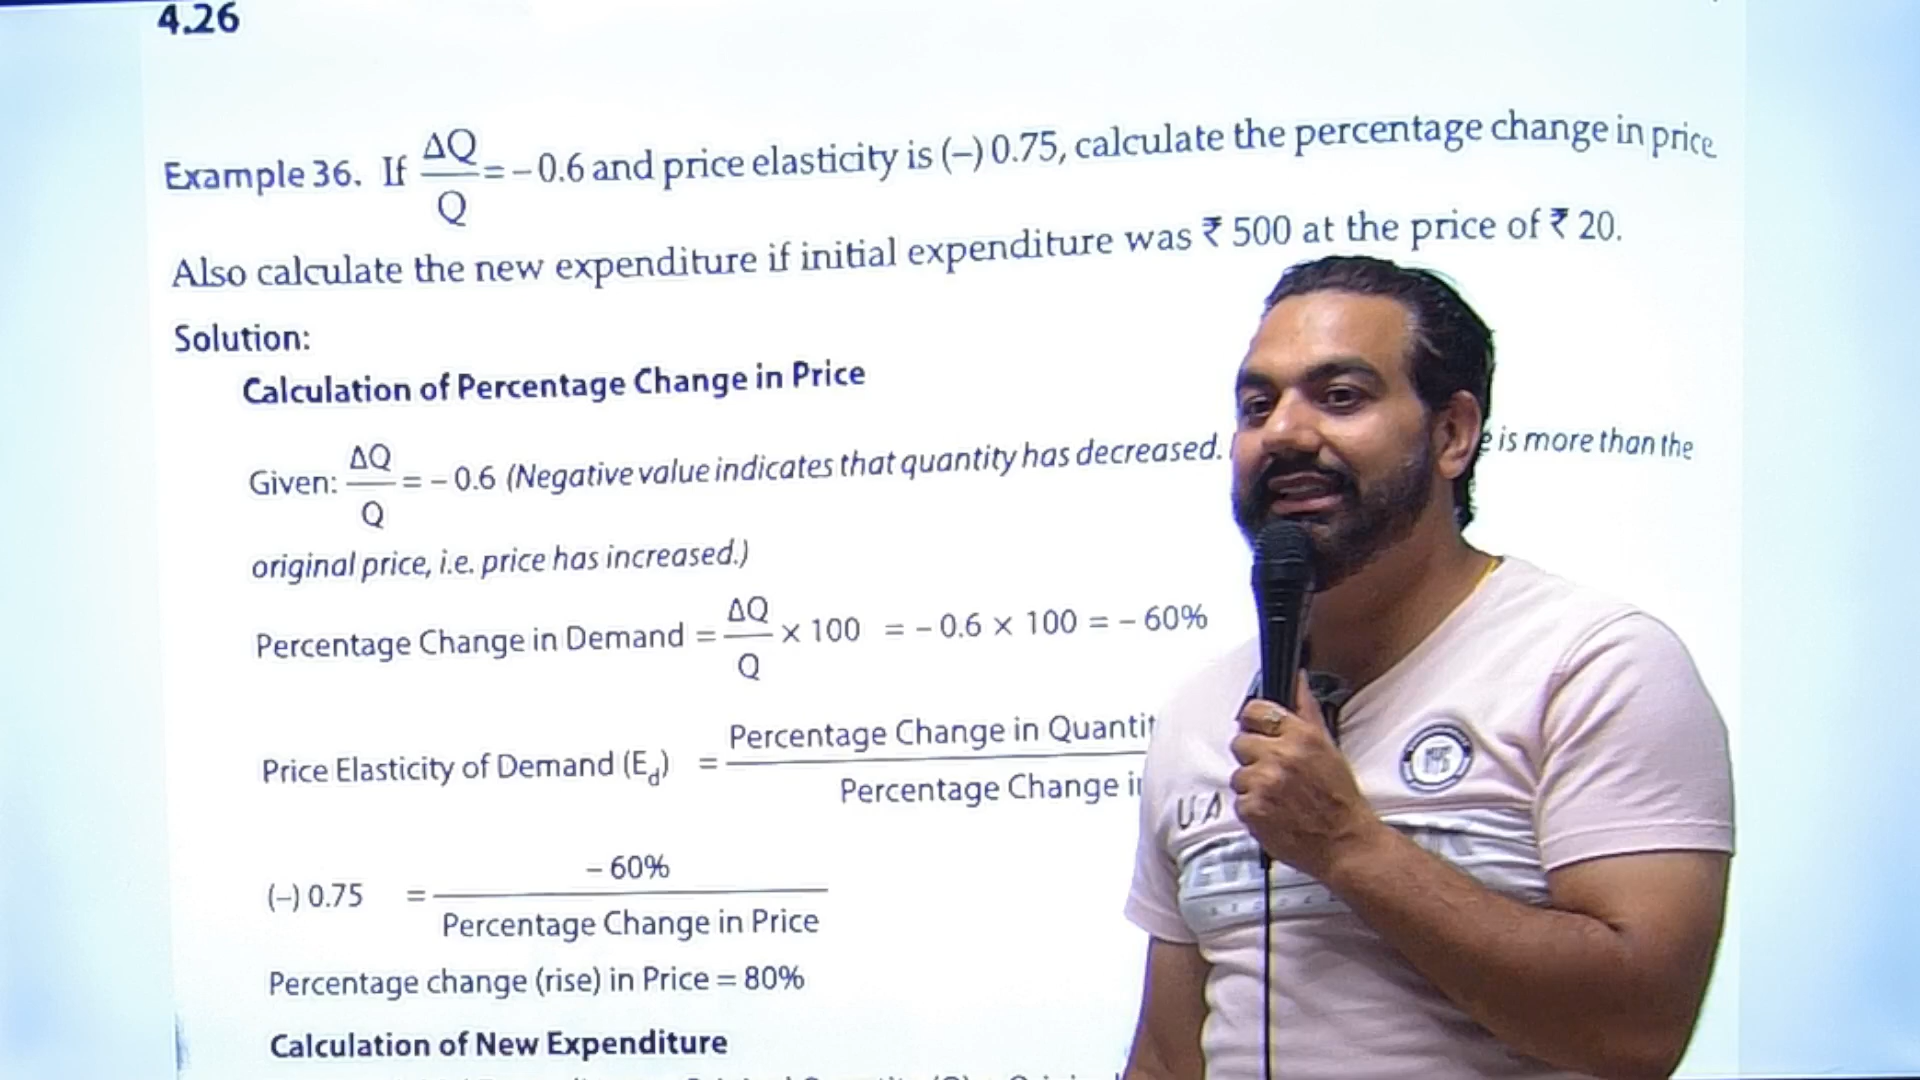 4.26
Example 36. If ΔQ/Q = – 0.6 and price elasticity is (–) 0.75, calculate the percentage change in price
Also calculate the new expenditure if initial expenditure was ₹ 500 at the price of ₹ 20.
Solution:
Calculation of Percentage Change in Price
Given: ΔQ/Q = – 0.6 (Negative value indicates that quantity has decreased. is more than the
original price, i.e. price has increased.)
Percentage Change in Demand = ΔQ/Q × 100 = – 0.6 × 100 = – 60%
Percentage Change in Quantit
Price Elasticity of Demand (Ed) =
Percentage Change i
– 60%
(–) 0.75 =
Percentage Change in Price
Percentage change (rise) in Price = 80%
Calculation of New Expenditure
UA